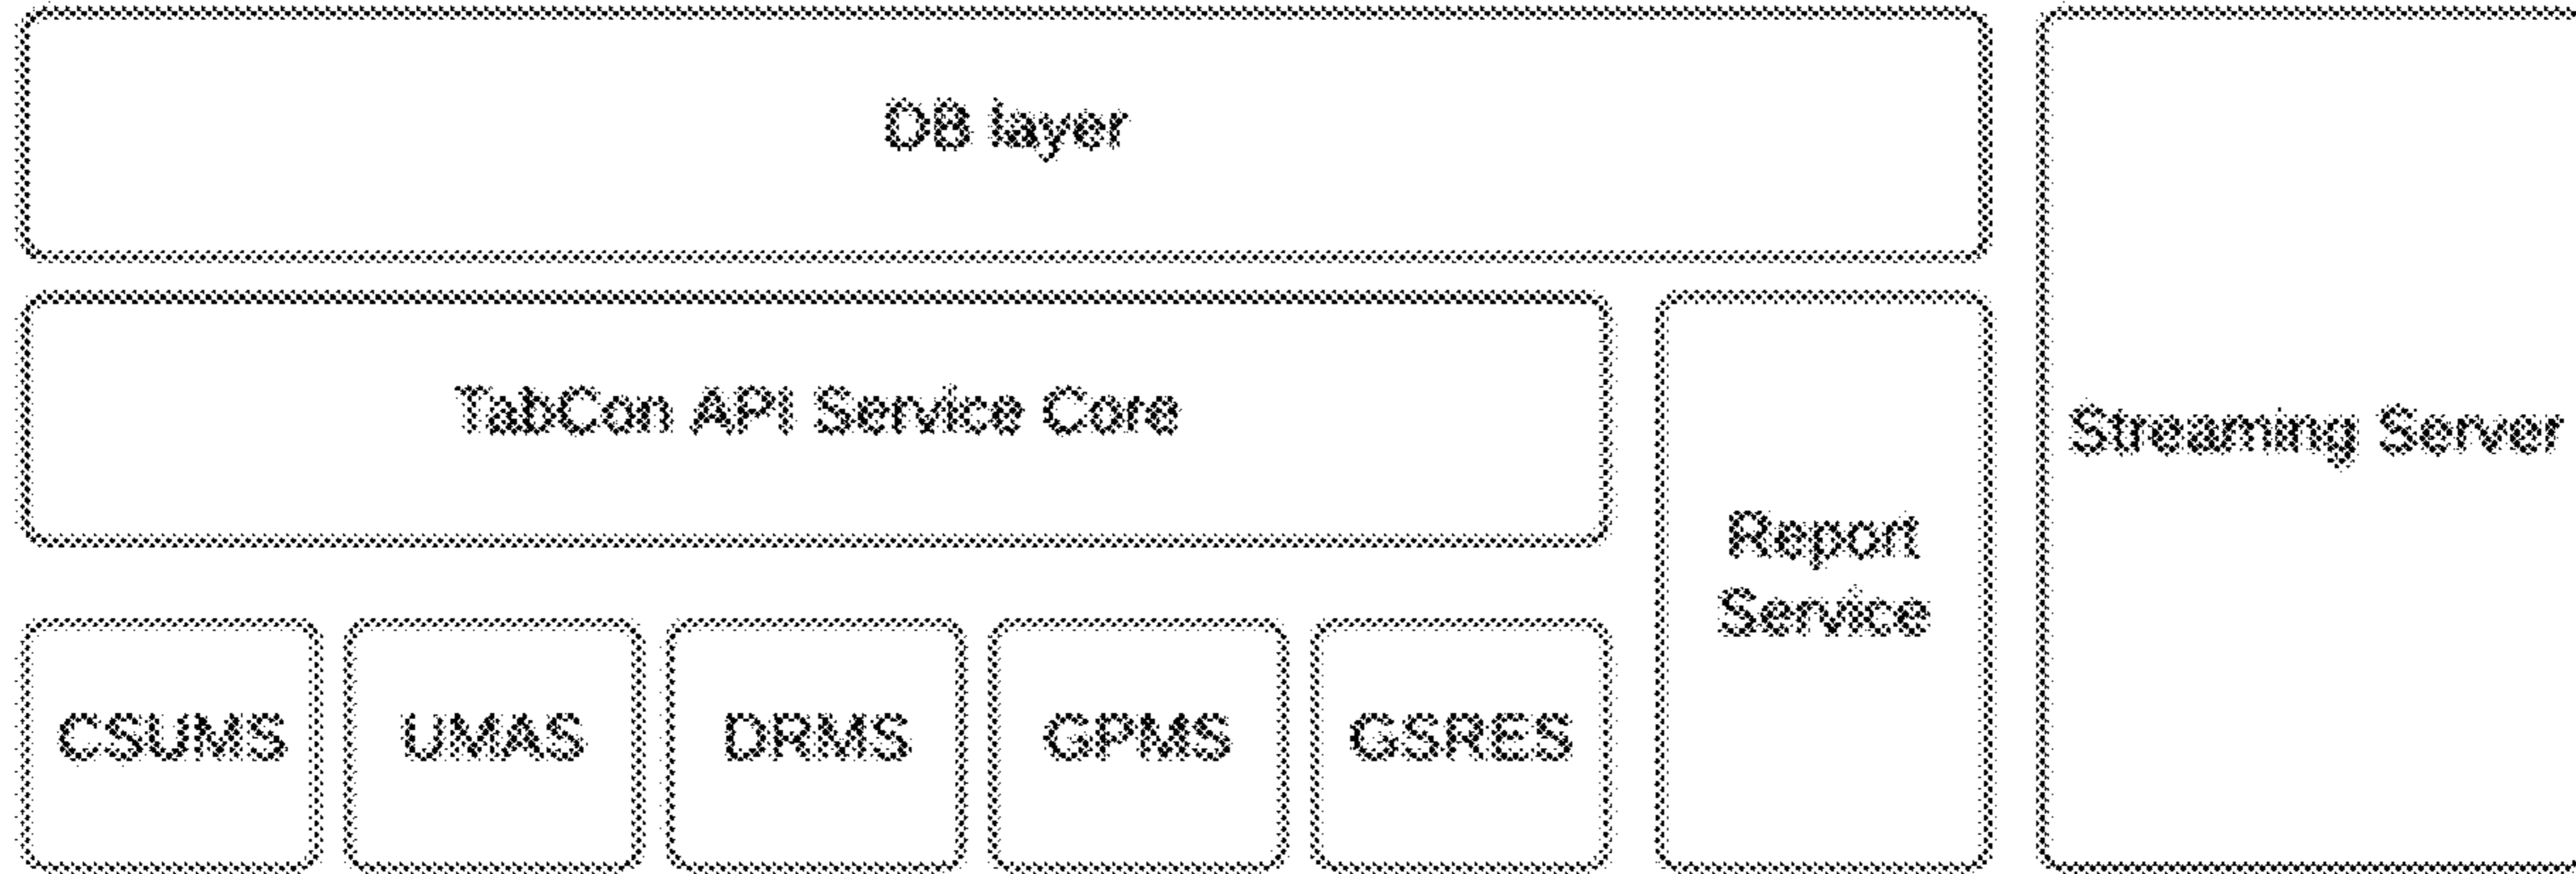 DB layer
TabCon API Service Core
Streaming Server
Report
Service
CSUMS
UMAS
DRMS
GPMS
GSRES